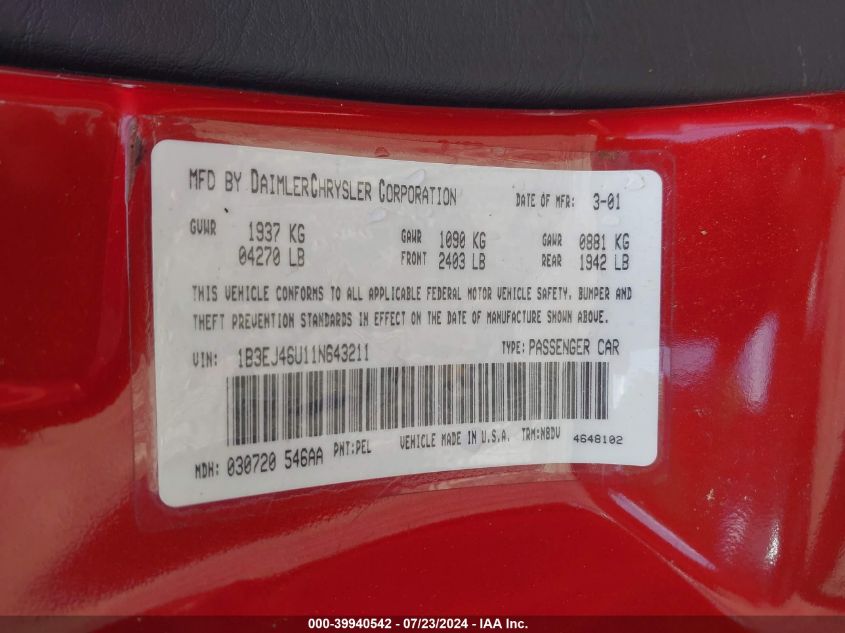 MFD BY DAIMLERCHRYSLER CORPORATION DATE OF MFR: 3-01
GVWR 1937 KG GAWR 1090 KG GAWR 0881 KG
04270 LB FRONT 2403 LB REAR 1942 LB
THIS VEHICLE CONFORMS TO ALL APPLICABLE FEDERAL MOTOR VEHICLE SAFETY, BUMPER AND
THEFT PREVENTION STANDARDS IN EFFECT ON THE DATE OF MANUFACTURE SHOWN ABOVE.
VIN: 1B3EJ46U11N643211 TYPE: PASSENGER CAR
MDH: 030720 546AA PNT:PEL VEHICLE MADE IN U.S.A. TRM:NBDV 4648102
000-39940542 / 07/23/2024 - IAA Inc.